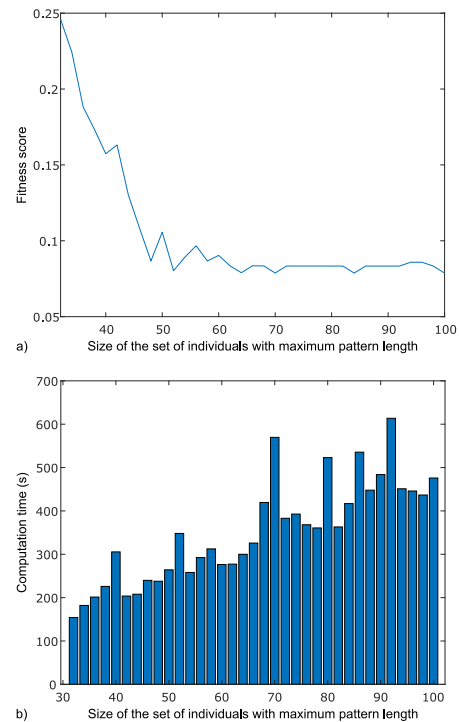 0.25
0.2
0.15
0.1
0.05
Fitness score
40 50 60 70 80 90 100
a) Size of the set of individuals with maximum pattern length
700
600
500
400
300
200
100
0
Computation time (s)
30 40 50 60 70 80 90 100
b) Size of the set of individuals with maximum pattern length